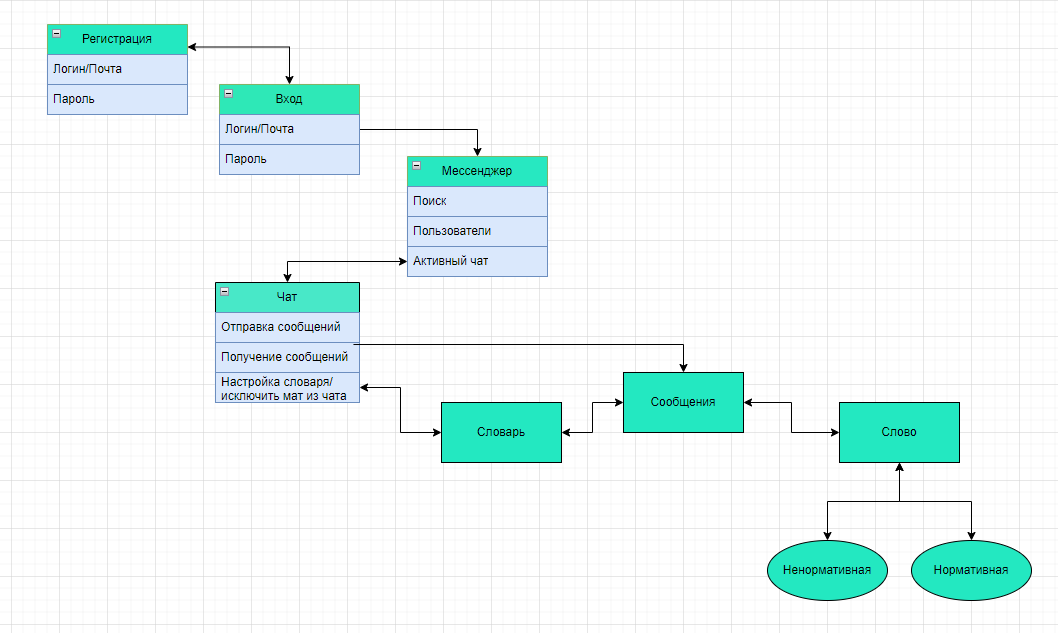 Регистрация
Логин/Почта
Пароль
Вход
Логин/Почта
Пароль
Мессенджер
Поиск
Пользователи
Активный чат
Чат
Отправка сообщений
Получение сообщений
Настройка словаря/
исключить мат из чата
Словарь
Сообщения
Слово
Ненормативная
Нормативная